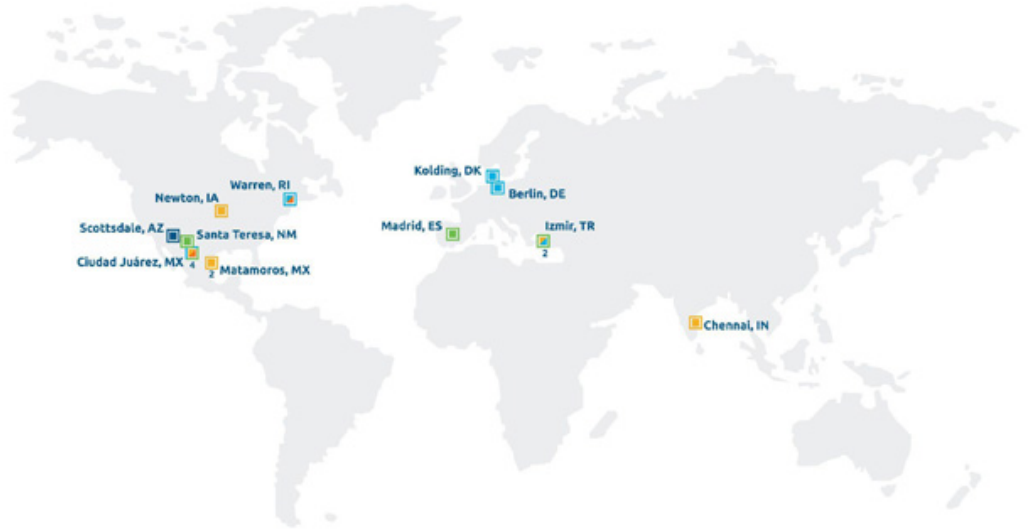 Kolding, DK
Warren, RI
Berlin, DE
Newton, IA
Scottsdale, AZ
Santa Teresa, NM
Madrid, ES
Izmir, TR
2
Ciudad Juárez, MX
4
2
Matamoros, MX
Chennai, IN